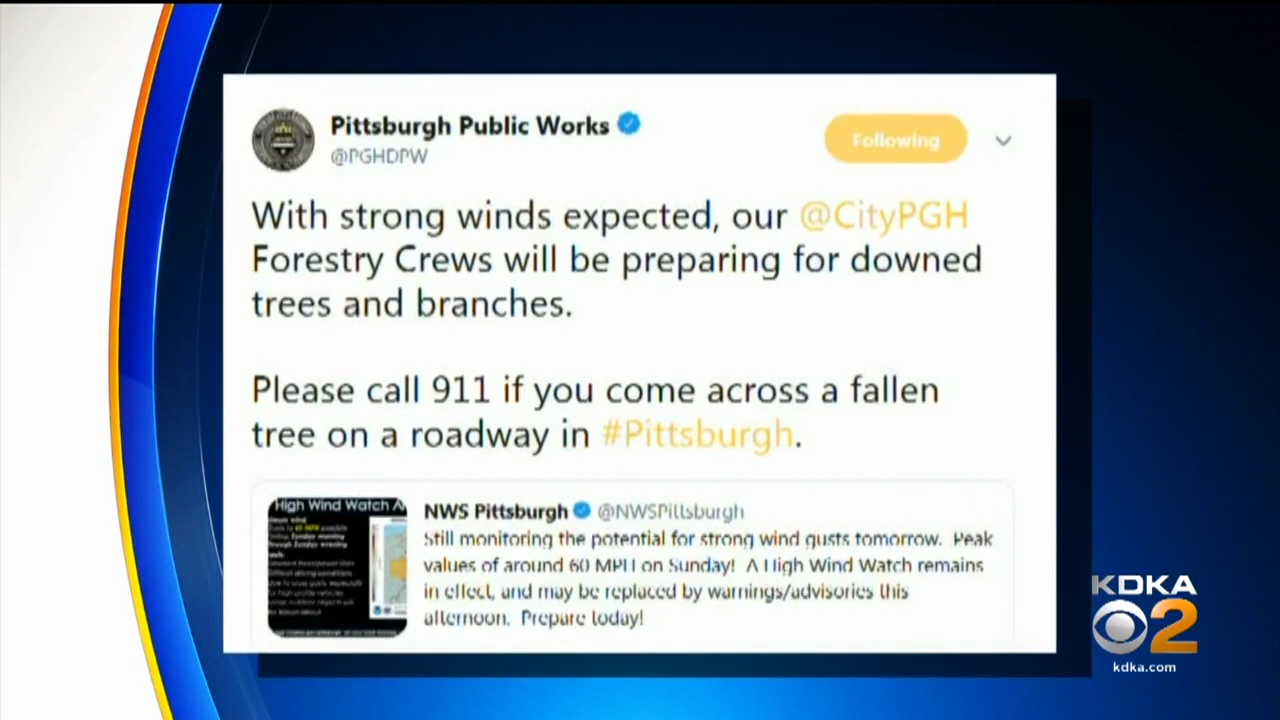 Pittsburgh Public Works
@PGHDPW
Following
With strong winds expected, our @CityPGH
Forestry Crews will be preparing for downed
trees and branches.
Please call 911 if you come across a fallen
tree on a roadway in #Pittsburgh.
High Wind Watch
NWS Pittsburgh @NWSPittsburgh
Still monitoring the potential for strong wind gusts tomorrow. Peak
values of around 60 MPH on Sunday! A High Wind Watch remains
in effect, and may be replaced by warnings/advisories this
afternoon. Prepare today!
KDKA
2
kdka.com